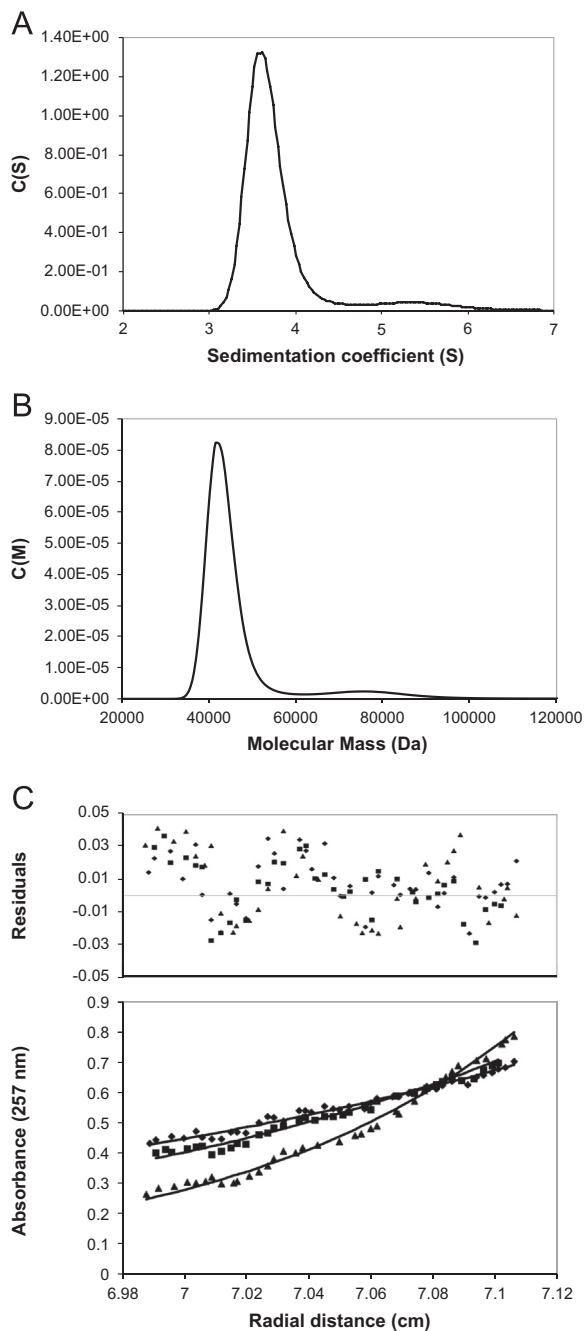 A
1.40E+00
1.20E+00
1.00E+00
8.00E-01
6.00E-01
4.00E-01
2.00E-01
0.00E+00
C(S)
2 3 4 5 6 7
Sedimentation coefficient (S)
B
9.00E-05
8.00E-05
7.00E-05
6.00E-05
5.00E-05
4.00E-05
3.00E-05
2.00E-05
1.00E-05
0.00E+00
C(M)
20000 40000 60000 80000 100000 120000
Molecular Mass (Da)
C
0.05
0.03
0.01
-0.01
-0.03
-0.05
Residuals
0.9
0.8
0.7
0.6
0.5
0.4
0.3
0.2
0.1
0
Absorbance (257 nm)
6.98 7 7.02 7.04 7.06 7.08 7.1 7.12
Radial distance (cm)